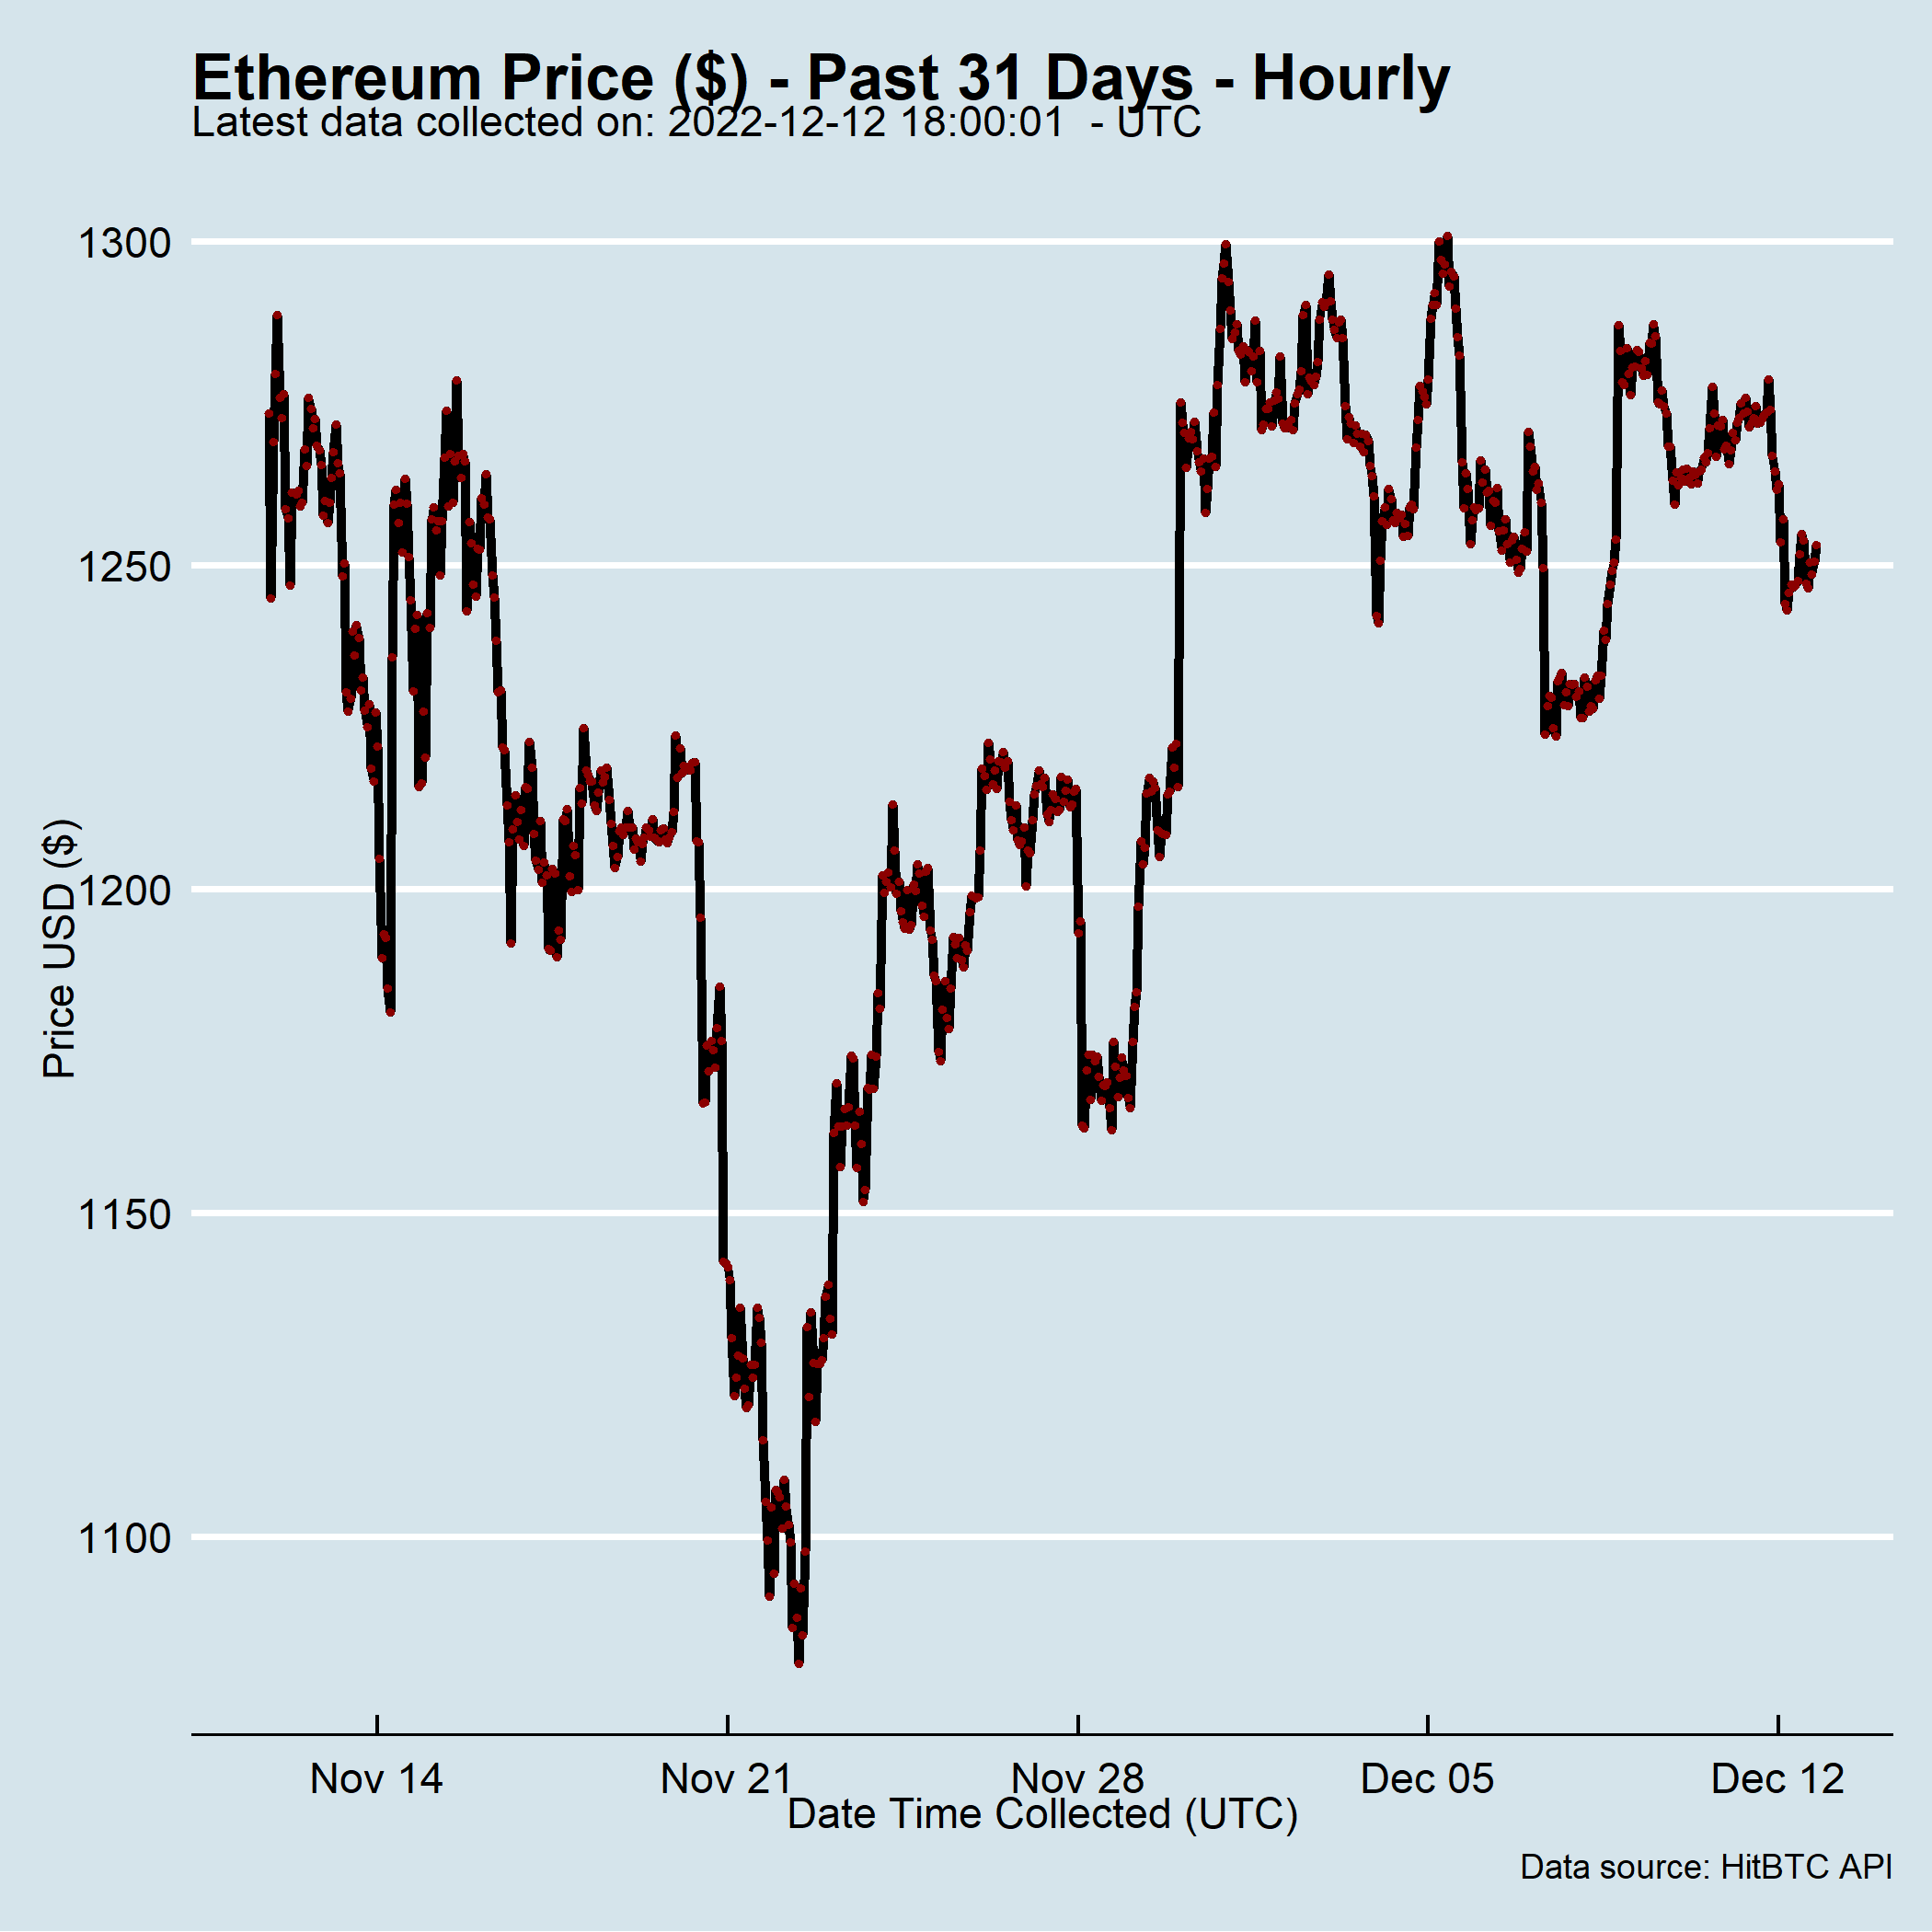 Ethereum Price ($) - Past 31 Days - Hourly
Latest data collected on: 2022-12-12 18:00:01  - UTC
1300
1250
1200
1150
1100
Price USD ($)
Nov 14
Nov 21
Nov 28
Dec 05
Dec 12
Date Time Collected (UTC)
Data source: HitBTC API